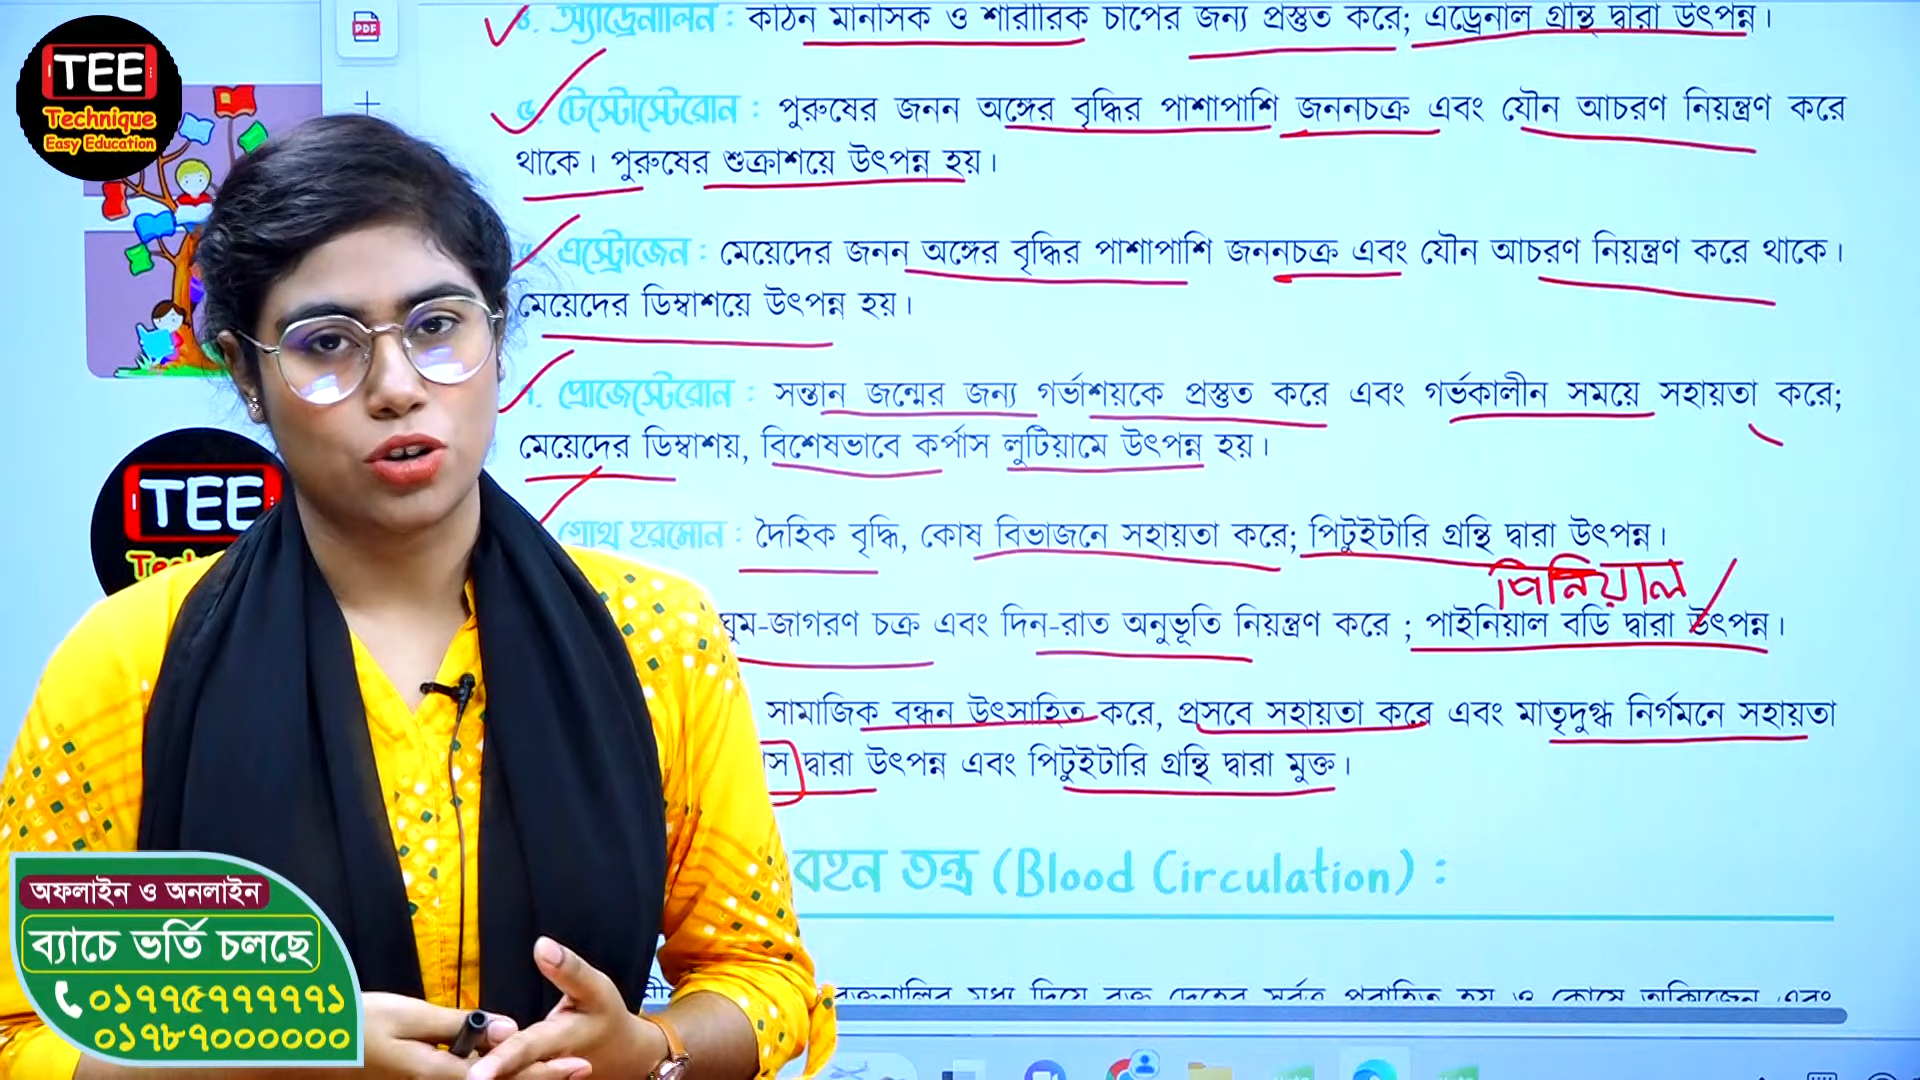 TEE
Technique
Easy Education
PDF
৪. অ্যাড্রেনালিন : কঠিন মানসিক ও শারীরিক চাপের জন্য প্রস্তুত করে; এড্রেনাল গ্রন্থি দ্বারা উৎপন্ন।
৫. টেস্টোস্টেরোন : পুরুষের জনন অঙ্গের বৃদ্ধির পাশাপাশি জননচক্র এবং যৌন আচরণ নিয়ন্ত্রণ করে
থাকে। পুরুষের শুক্রাশয়ে উৎপন্ন হয়।
এস্ট্রোজেন : মেয়েদের জনন অঙ্গের বৃদ্ধির পাশাপাশি জননচক্র এবং যৌন আচরণ নিয়ন্ত্রণ করে থাকে।
মেয়েদের ডিম্বাশয়ে উৎপন্ন হয়।
৭. প্রোজেস্টেরোন : সন্তান জন্মের জন্য গর্ভাশয়কে প্রস্তুত করে এবং গর্ভকালীন সময়ে সহায়তা করে;
মেয়েদের ডিম্বাশয়, বিশেষভাবে কর্পাস লুটিয়ামে উৎপন্ন হয়।
গ্রোথ হরমোন : দৈহিক বৃদ্ধি, কোষ বিভাজনে সহায়তা করে; পিটুইটারি গ্রন্থি দ্বারা উৎপন্ন।
পিনিয়াল
ঘুম-জাগরণ চক্র এবং দিন-রাত অনুভূতি নিয়ন্ত্রণ করে ; পাইনিয়াল বডি দ্বারা উৎপন্ন।
সামাজিক বন্ধন উৎসাহিত করে, প্রসবে সহায়তা করে এবং মাতৃদুগ্ধ নির্গমনে সহায়তা
স দ্বারা উৎপন্ন এবং পিটুইটারি গ্রন্থি দ্বারা মুক্ত।
বহন তন্ত্র (Blood Circulation) :
TEE
অফলাইন ও অনলাইন
ব্যাচে ভর্তি চলছে
০১৭৭৫৭৭৭৭৭১
০১৭৮৭০০০০০০